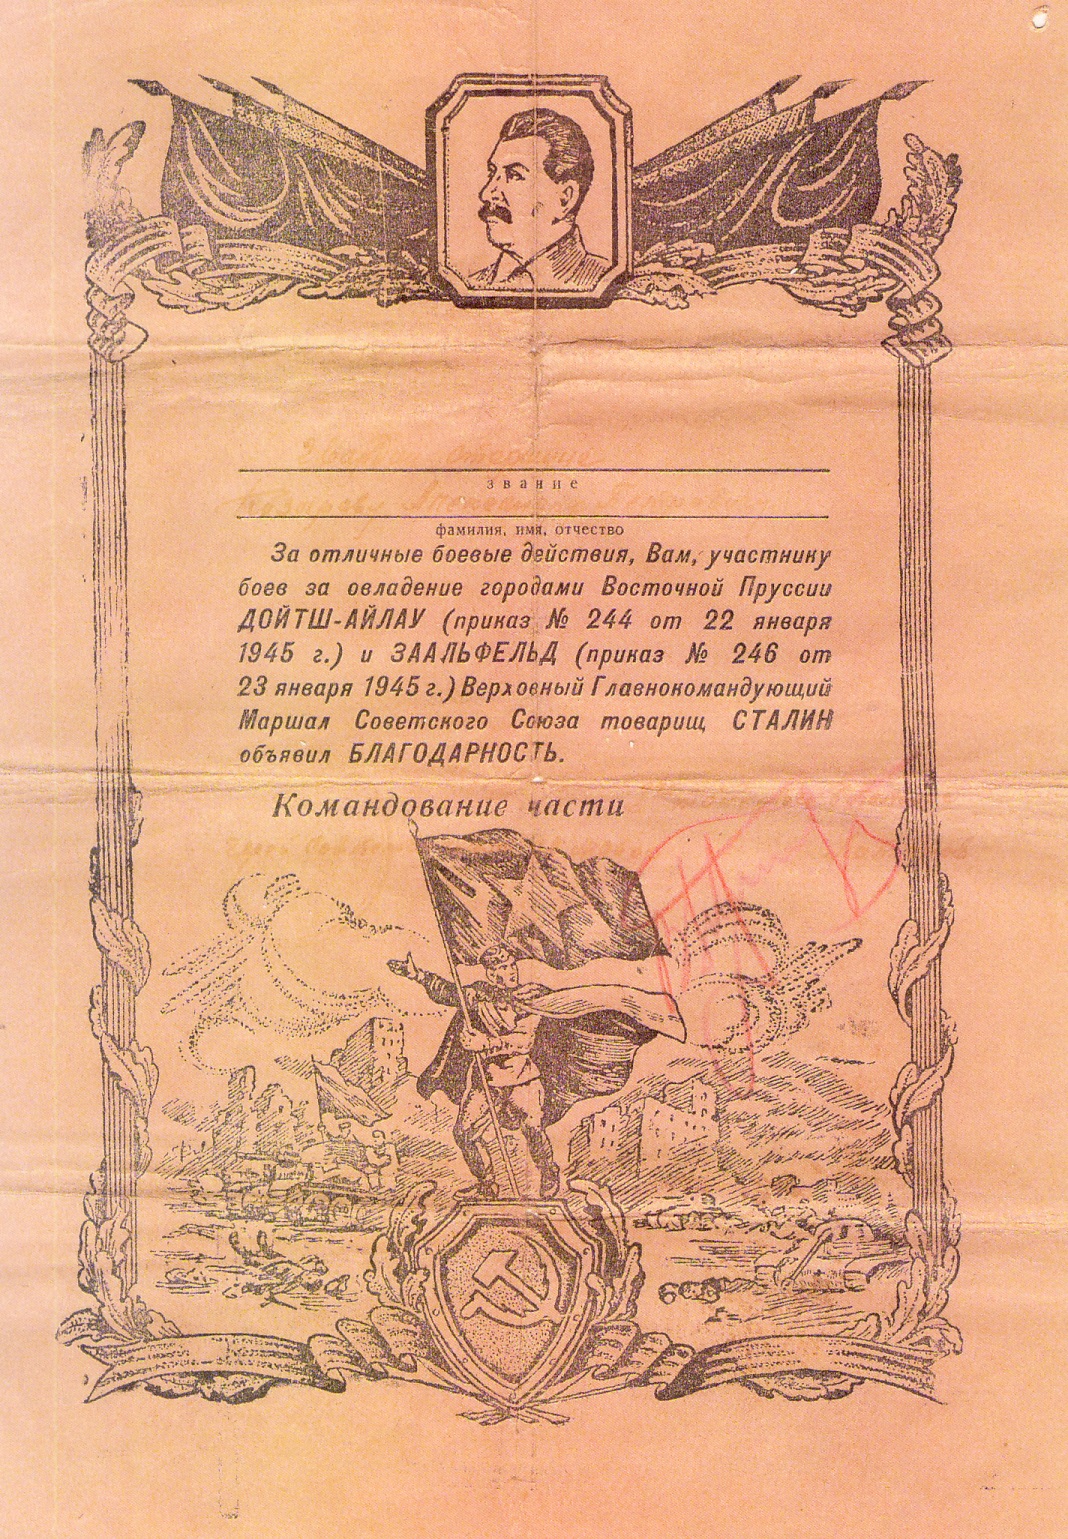 звание
фамилия, имя, отчество
За отличные боевые действия, Вам, участнику
боев за овладение городами Восточной Пруссии
ДОЙТШ-АЙЛАУ (приказ № 244 от 22 января
1945 г.) и ЗААЛЬФЕЛЬД (приказ № 246 от
23 января 1945 г.) Верховный Главнокомандующий
Маршал Советского Союза товарищ СТАЛИН
объявил БЛАГОДАРНОСТЬ.
Командование части